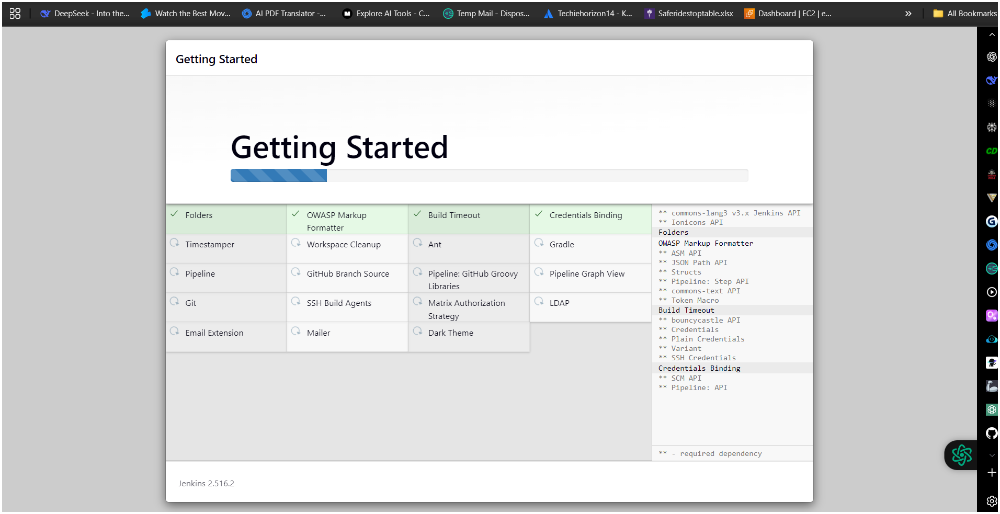 DeepSeek - Into the...
Watch the Best Mov...
AI PDF Translator -...
Explore AI Tools - C...
Temp Mail - Dispos...
Techiehorizon14 - K...
Saferidestoptable.xlsx
Dashboard | EC2 | e...
All Bookmarks
Getting Started
Getting Started
Folders
OWASP Markup
Formatter
Build Timeout
Credentials Binding
Timestamper
Workspace Cleanup
Ant
Gradle
Pipeline
GitHub Branch Source
Pipeline: GitHub Groovy
Libraries
Pipeline Graph View
Git
SSH Build Agents
Matrix Authorization
Strategy
LDAP
Email Extension
Mailer
Dark Theme
** commons-lang3 v3.x Jenkins API
** Ionicons API
Folders
OWASP Markup Formatter
** ASM API
** JSON Path API
** Structs
** Pipeline: Step API
** commons-text API
** Token Macro
Build Timeout
** bouncycastle API
** Credentials
** Plain Credentials
** Variant
** SSH Credentials
Credentials Binding
** SCM API
** Pipeline: API
** - required dependency
Jenkins 2.516.2
CD